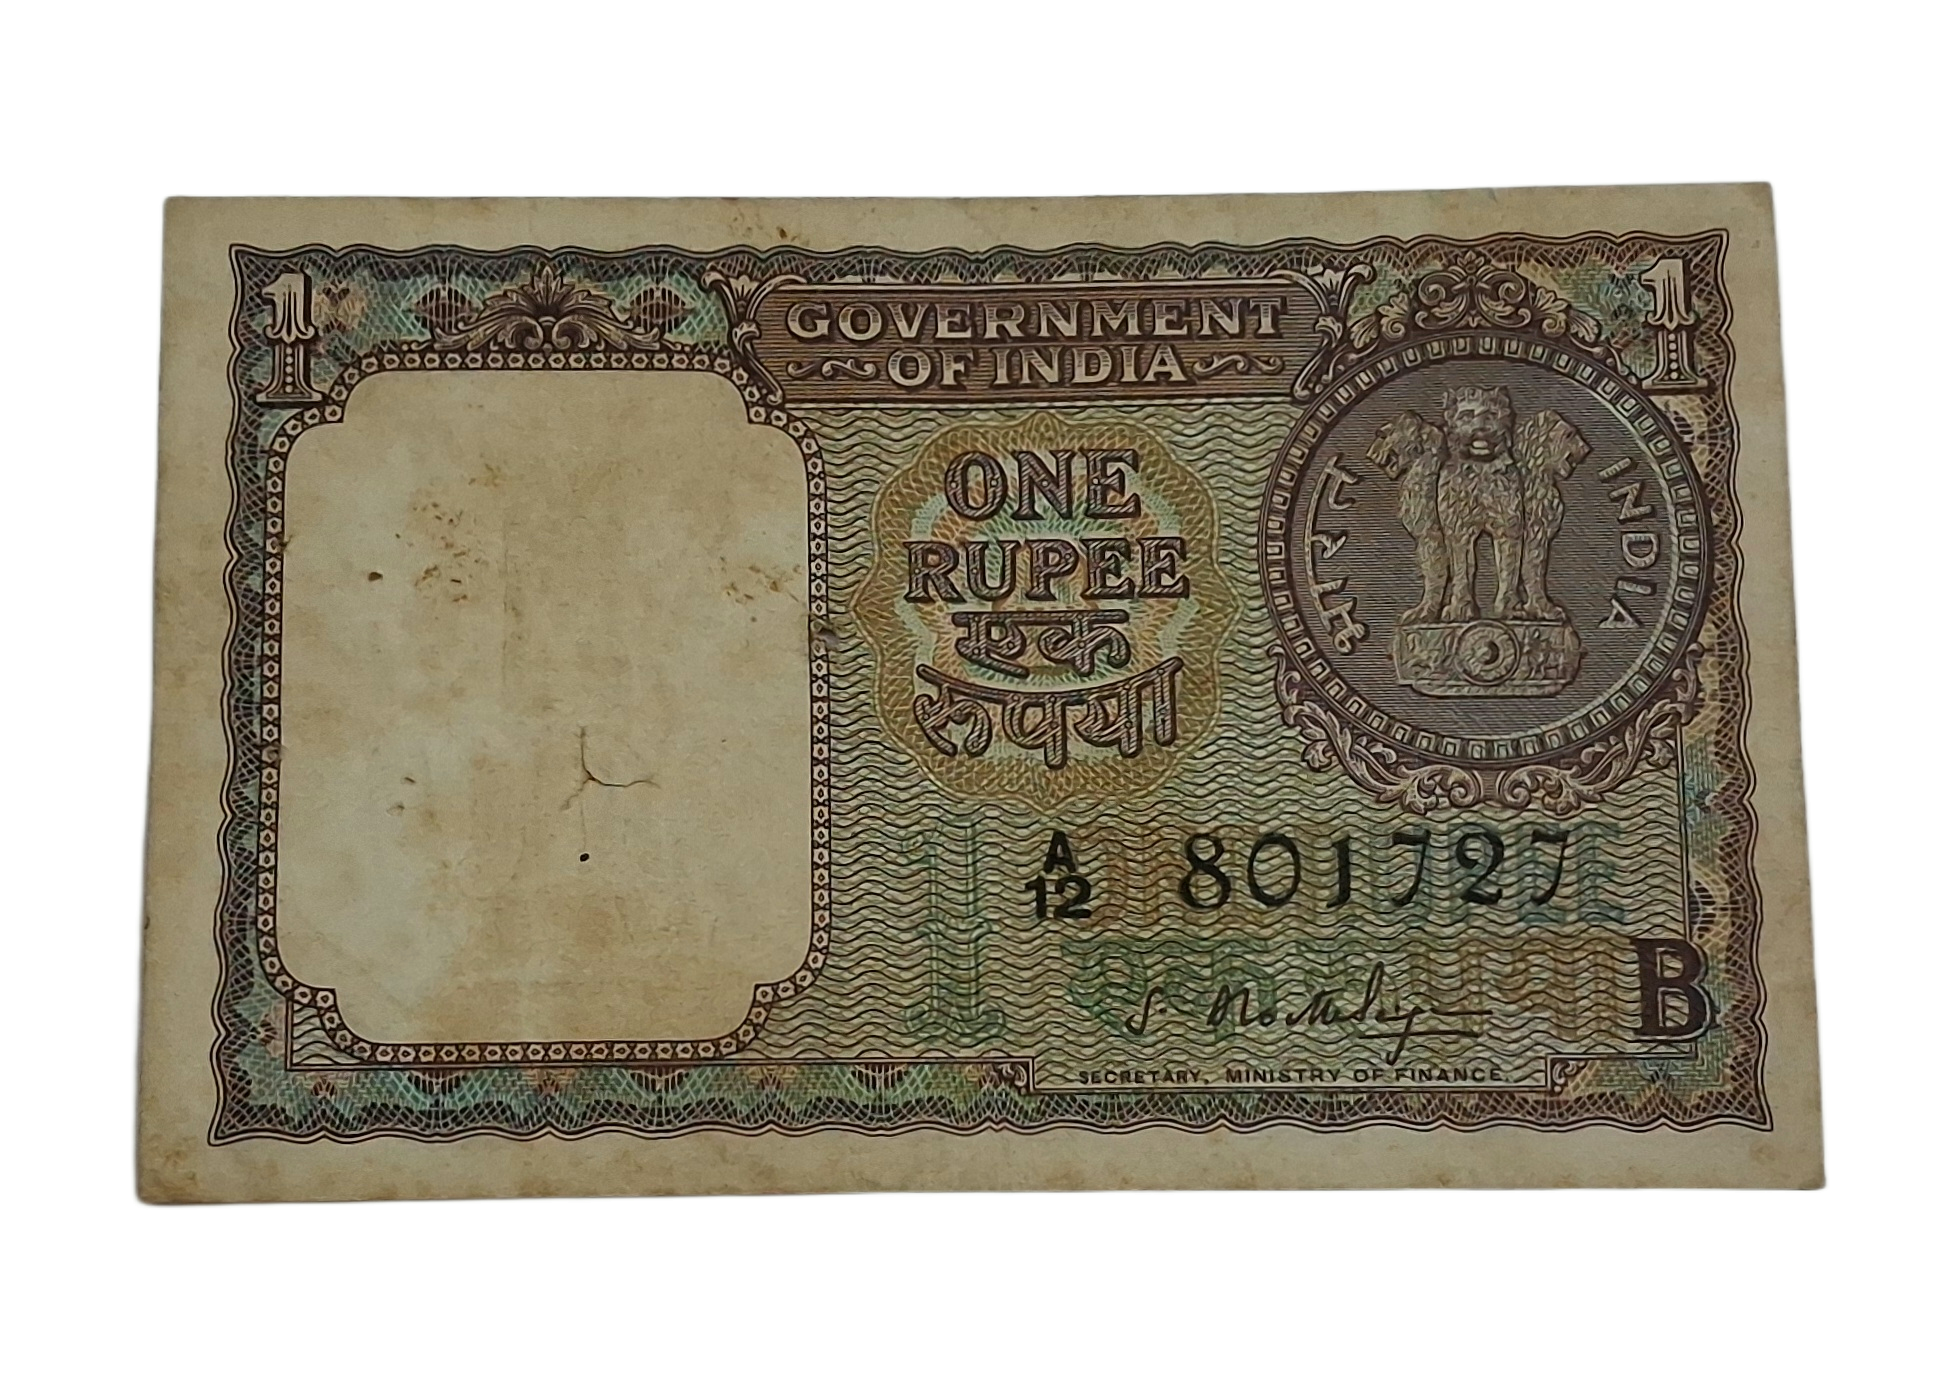 1
GOVERNMENT
OF INDIA
1
ONE
RUPEE
एक
रूपया
भारत
INDIA
A
12
801727
B
SECRETARY, MINISTRY OF FINANCE.